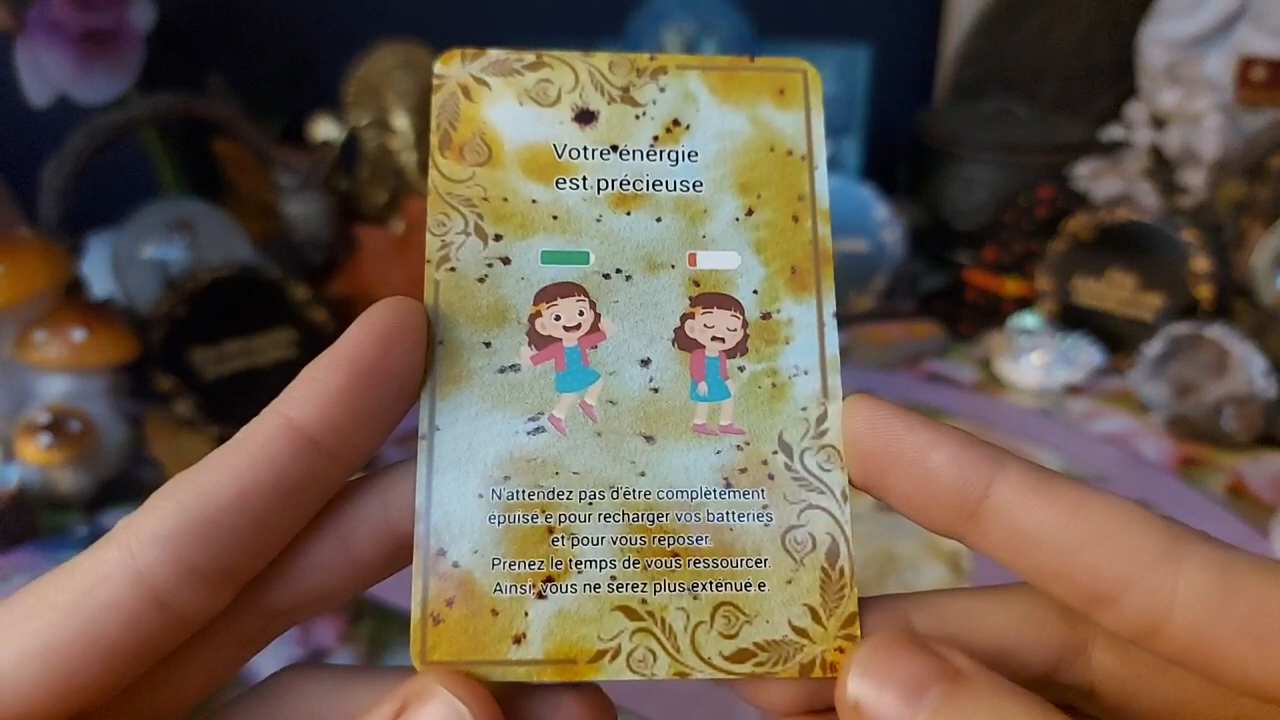 Votre énergie
est précieuse
N'attendez pas d'être complètement
épuisé.e pour recharger vos batteries
et pour vous reposer.
Prenez le temps de vous ressourcer.
Ainsi, vous ne serez plus exténué.e.